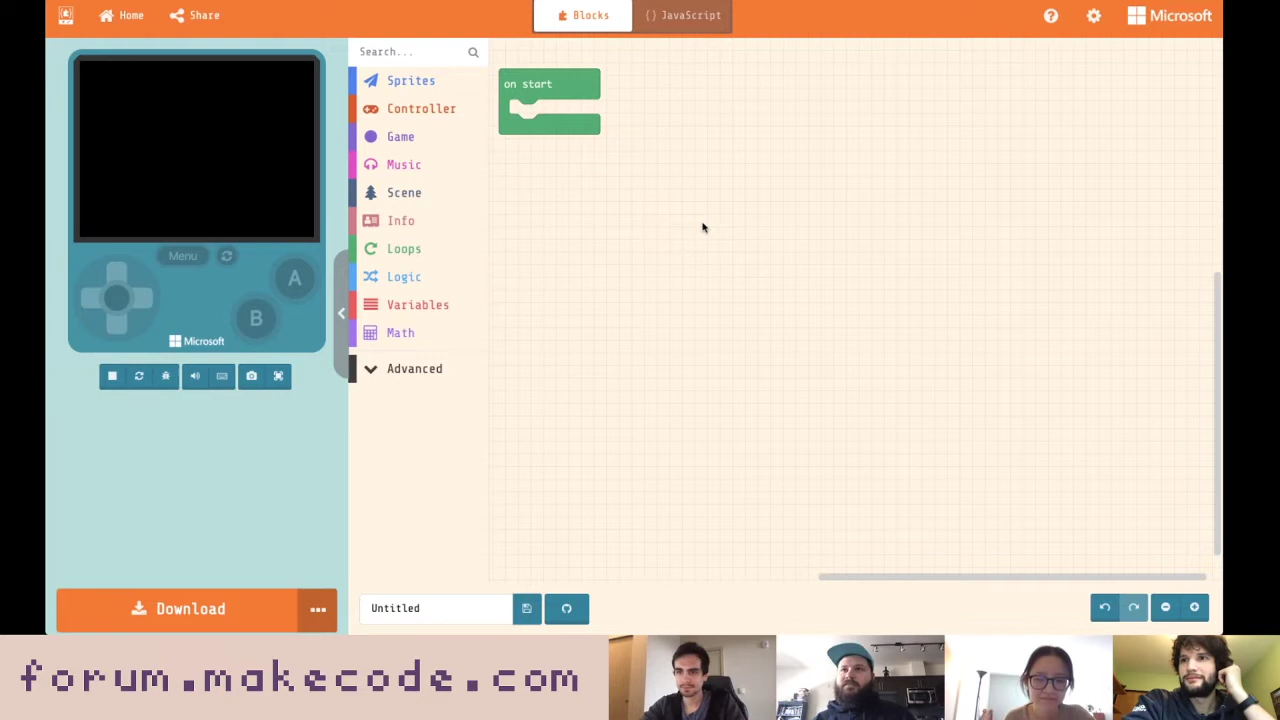 Home
Share
Blocks
{} JavaScript
Microsoft
Search...
Sprites
Controller
Game
Music
Scene
Info
Loops
Logic
Variables
Math
Advanced
on start
Menu
A
B
Microsoft
Download
Untitled
forum.makecode.com